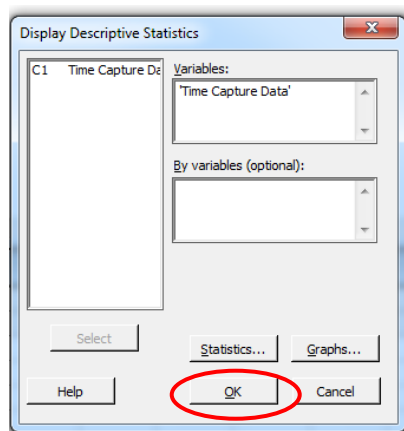 Display Descriptive Statistics
C1 Time Capture Da
Variables:
'Time Capture Data'
By variables (optional):
Select
Statistics...
Graphs...
Help
OK
Cancel